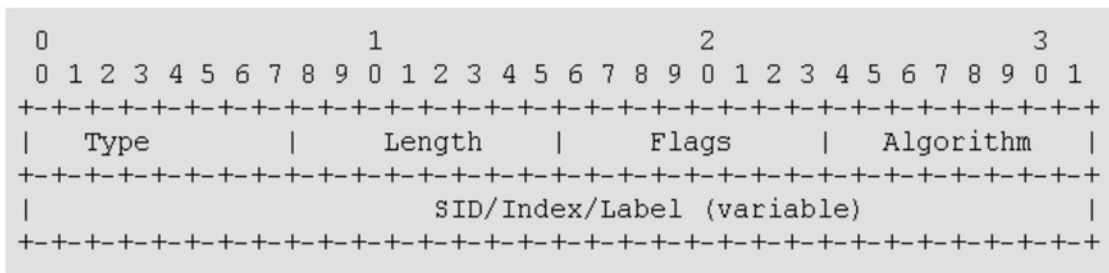 0                   1                   2                   3
 0 1 2 3 4 5 6 7 8 9 0 1 2 3 4 5 6 7 8 9 0 1 2 3 4 5 6 7 8 9 0 1
+-+-+-+-+-+-+-+-+-+-+-+-+-+-+-+-+-+-+-+-+-+-+-+-+-+-+-+-+-+-+-+-+
|   Type        |     Length    |     Flags     |   Algorithm   |
+-+-+-+-+-+-+-+-+-+-+-+-+-+-+-+-+-+-+-+-+-+-+-+-+-+-+-+-+-+-+-+-+
|                        SID/Index/Label (variable)             |
+-+-+-+-+-+-+-+-+-+-+-+-+-+-+-+-+-+-+-+-+-+-+-+-+-+-+-+-+-+-+-+-+